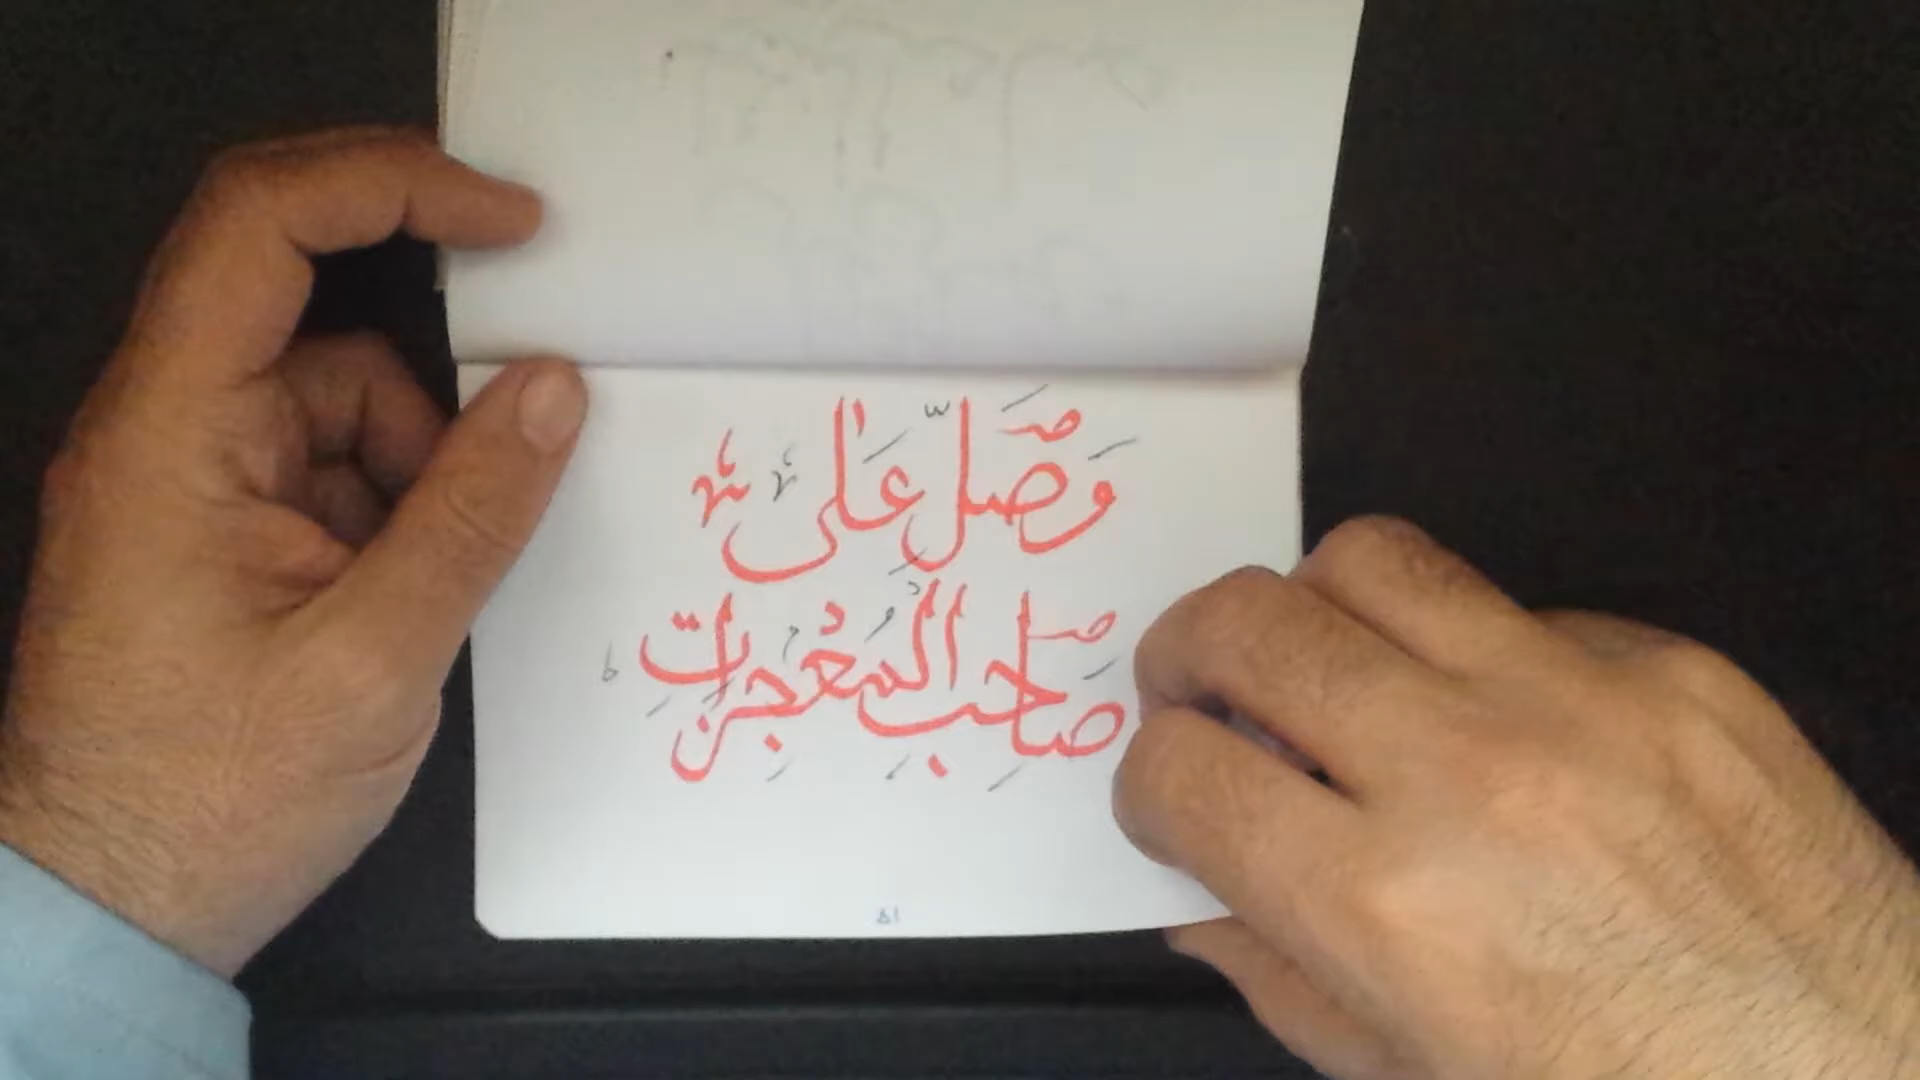 وَصَلِّ عَلَى
صَاحِبِ الْمُعْجِزَاتِ